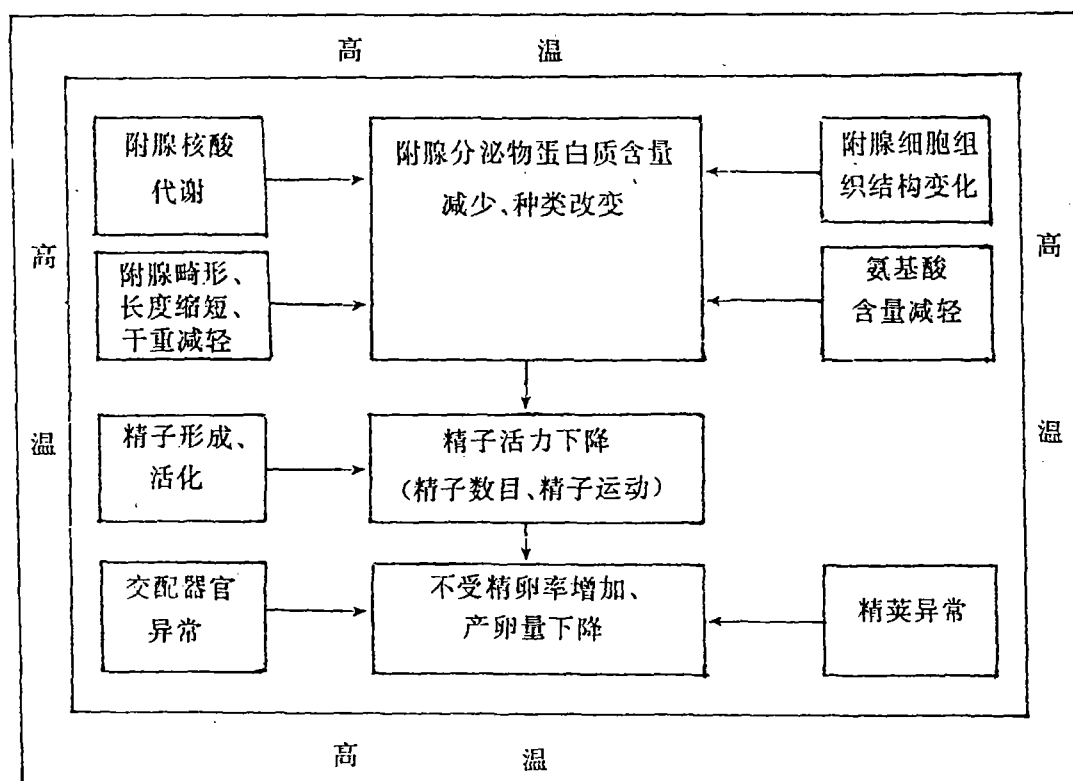 高 温
附腺核酸
代谢
附腺分泌物蛋白质含量
减少、种类改变
附腺细胞组
织结构变化
高
温
附腺畸形、
长度缩短、
干重减轻
氨基酸
含量减轻
高
温
精子形成、
活化
精子活力下降
(精子数目、精子运动)
交配器官
异常
不受精卵率增加、
产卵量下降
精荚异常
高 温